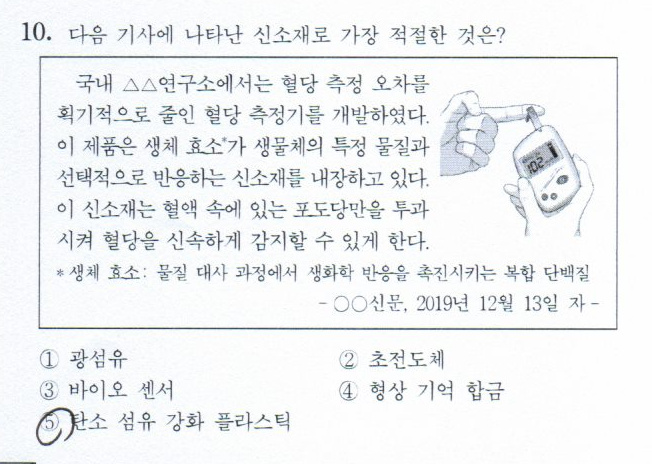 10. 다음 기사에 나타난 신소재로 가장 적절한 것은?
국내 △△연구소에서는 혈당 측정 오차를
획기적으로 줄인 혈당 측정기를 개발하였다.
이 제품은 생체 효소*가 생물체의 특정 물질과
선택적으로 반응하는 신소재를 내장하고 있다.
이 신소재는 혈액 속에 있는 포도당만을 투과
시켜 혈당을 신속하게 감지할 수 있게 한다.
102
* 생체 효소: 물질 대사 과정에서 생화학 반응을 촉진시키는 복합 단백질
- ○○신문, 2019년 12월 13일 자 -
① 광섬유 ② 초전도체
③ 바이오 센서 ④ 형상 기억 합금
⑤ 탄소 섬유 강화 플라스틱